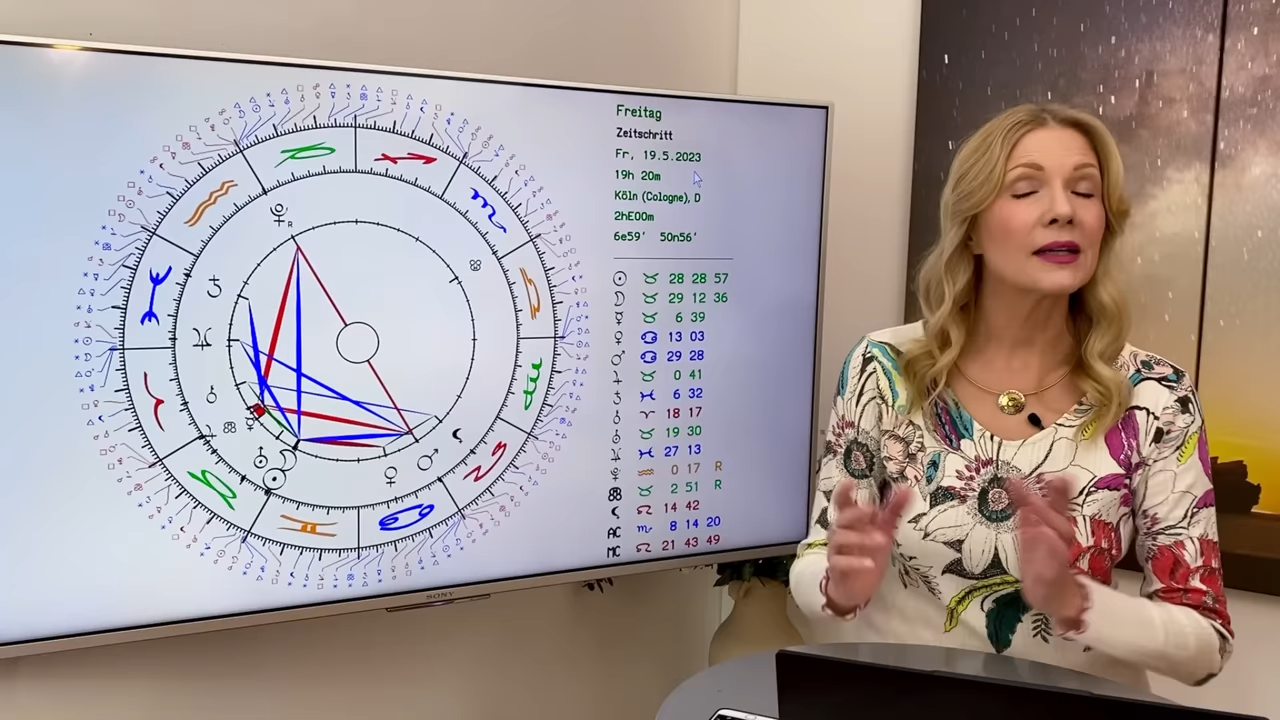 Freitag
Zeitschritt
Fr, 19.5.2023
19h 20m
Köln (Cologne), D
2hE00m
6e59' 50n56'
☉ ♉ 28 28 57
☽ ♉ 29 12 36
☿ ♉ 6 39
♀ ♋ 13 03
♂ ♋ 29 28
♃ ♉ 0 41
♄ ♓ 6 32
⚷ ♈ 18 17
⛢ ♉ 19 30
♆ ♓ 27 13
♇ ♒ 0 17 R
☊ ♉ 2 51 R
⚸ ♌ 14 42
AC ♏ 8 14 20
MC ♌ 21 43 49
SONY